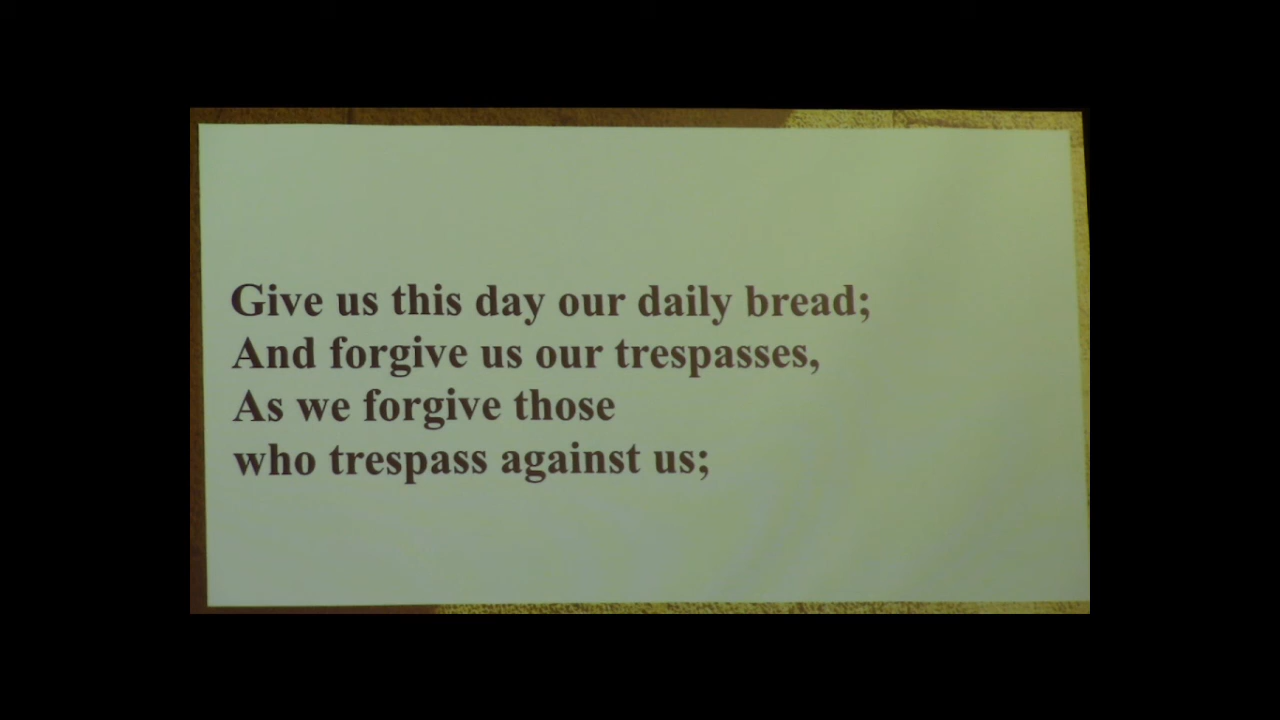 Give us this day our daily bread;
And forgive us our trespasses,
As we forgive those
who trespass against us;